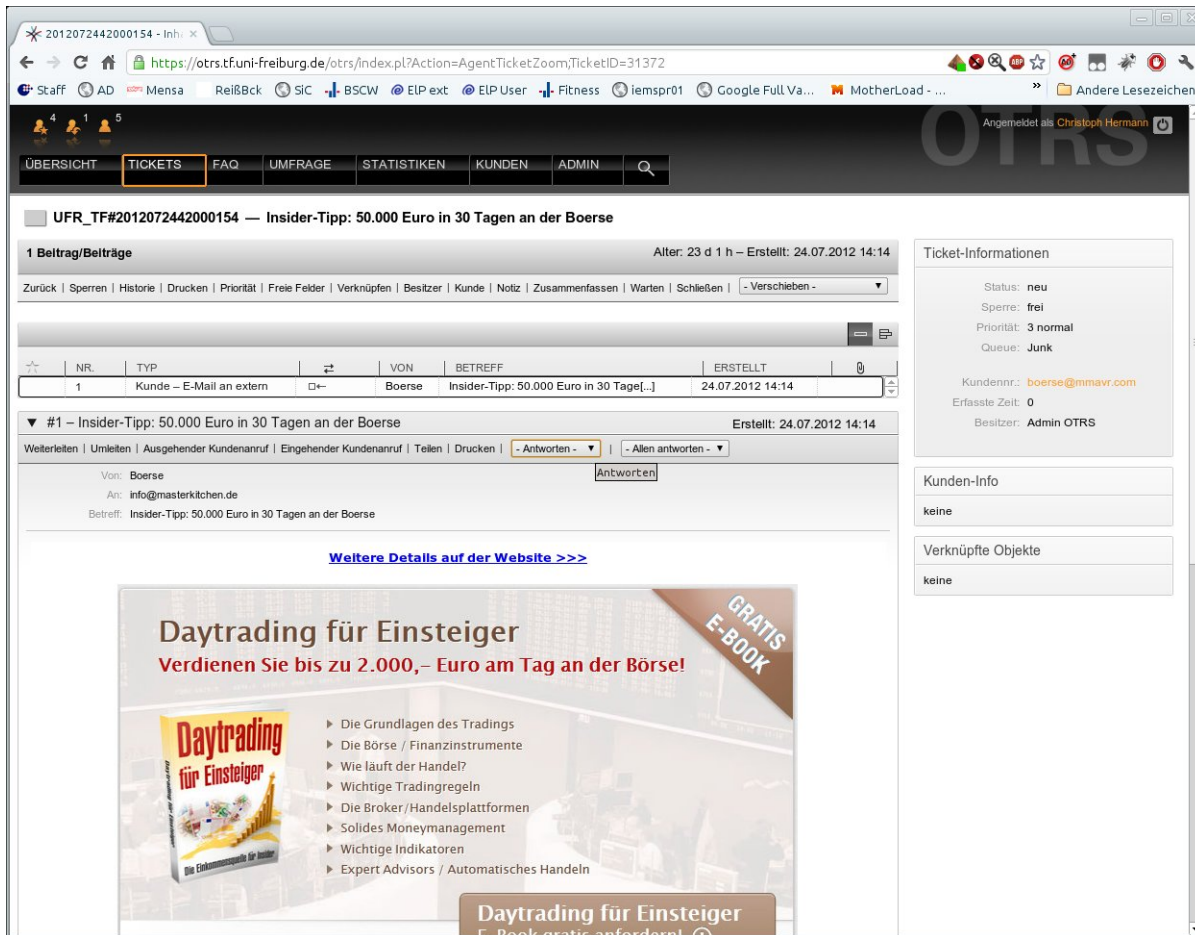 2012072442000154 - Inh
https://otrs.tf.uni-freiburg.de/otrs/index.pl?Action=AgentTicketZoom;TicketID=31372
Staff AD Mensa ReißBck SiC BSCW ElP ext ElP User Fitness iemspr01 Google Full Va... MotherLoad - ... » Andere Lesezeichen
4 1 5
OTRS
Angemeldet als Christoph Hermann
ÜBERSICHT TICKETS FAQ UMFRAGE STATISTIKEN KUNDEN ADMIN
UFR_TF#2012072442000154 — Insider-Tipp: 50.000 Euro in 30 Tagen an der Boerse
1 Beitrag/Beiträge Alter: 23 d 1 h – Erstellt: 24.07.2012 14:14
Zurück | Sperren | Historie | Drucken | Priorität | Freie Felder | Verknüpfen | Besitzer | Kunde | Notiz | Zusammenfassen | Warten | Schließen | - Verschieben -
NR. TYP VON BETREFF ERSTELLT
1 Kunde – E-Mail an extern Boerse Insider-Tipp: 50.000 Euro in 30 Tage[...] 24.07.2012 14:14
#1 – Insider-Tipp: 50.000 Euro in 30 Tagen an der Boerse Erstellt: 24.07.2012 14:14
Weiterleiten | Umleiten | Ausgehender Kundenanruf | Eingehender Kundenanruf | Teilen | Drucken | - Antworten - | - Allen antworten -
Antworten
Von: Boerse
An: info@masterkitchen.de
Betreff: Insider-Tipp: 50.000 Euro in 30 Tagen an der Boerse
Weitere Details auf der Website >>>
GRATIS
E-BOOK
Daytrading für Einsteiger
Verdienen Sie bis zu 2.000,– Euro am Tag an der Börse!
Daytrading
für Einsteiger
Die Einkommensquelle für Insider
Die Grundlagen des Tradings
Die Börse / Finanzinstrumente
Wie läuft der Handel?
Wichtige Tradingregeln
Die Broker/Handelsplattformen
Solides Moneymanagement
Wichtige Indikatoren
Expert Advisors / Automatisches Handeln
Daytrading für Einsteiger
E-Book gratis anfordern!
Ticket-Informationen
Status: neu
Sperre: frei
Priorität: 3 normal
Queue: Junk
Kundennr.: boerse@mmavr.com
Erfasste Zeit: 0
Besitzer: Admin OTRS
Kunden-Info
keine
Verknüpfte Objekte
keine